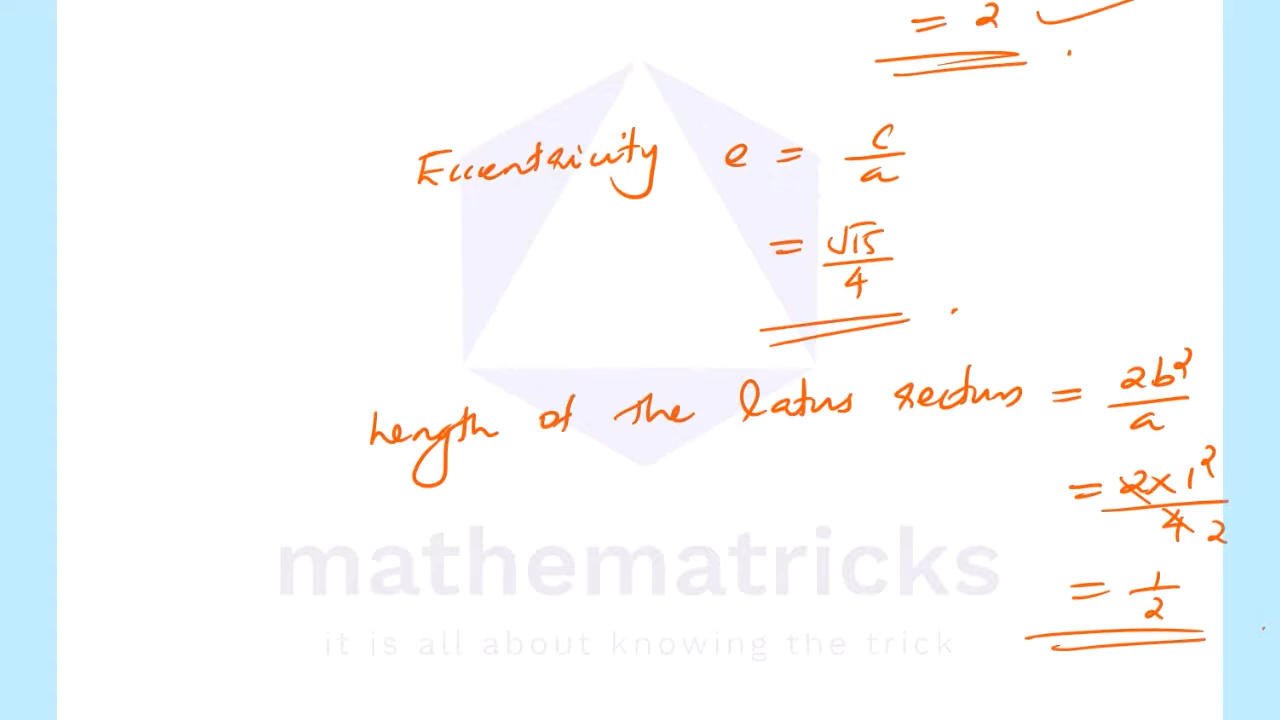 = 2
Eccentricity e = c/a
= √15/4
Length of the latus rectum = 2b²/a
= 2×1²/4 2
= 1/2
mathematricks
it is all about knowing the trick